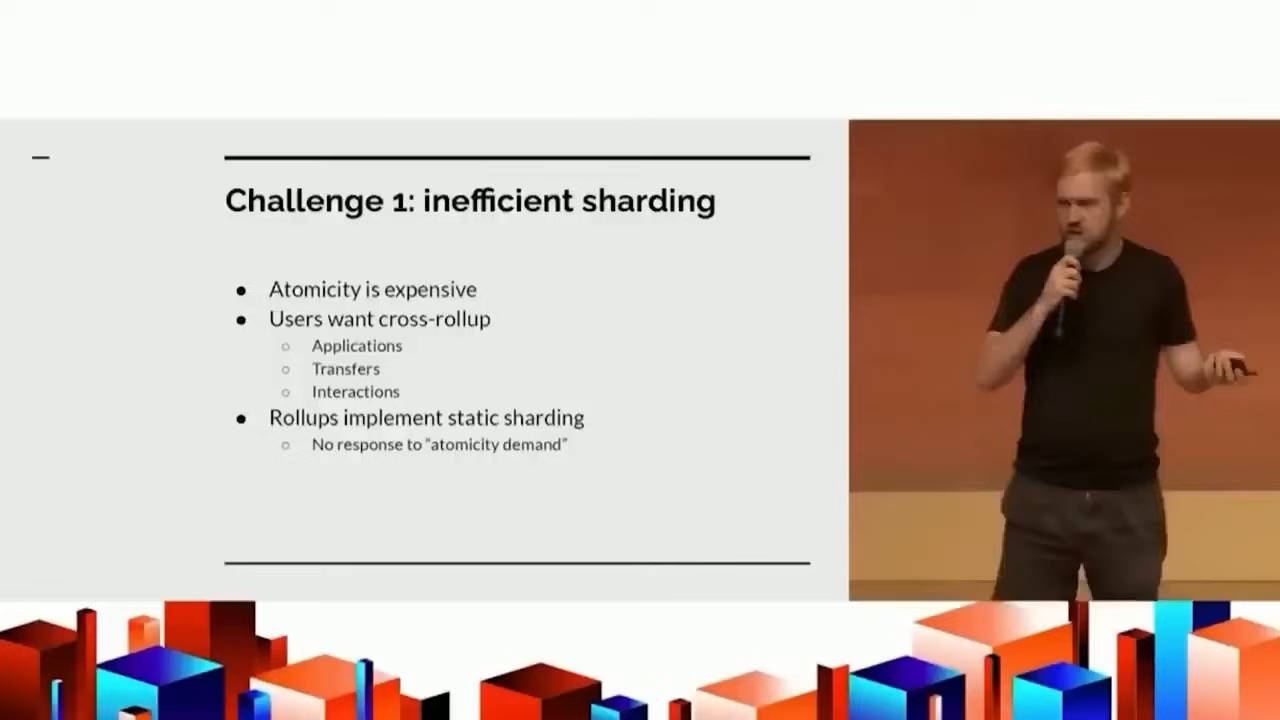 Challenge 1: inefficient sharding
● Atomicity is expensive
● Users want cross-rollup
○ Applications
○ Transfers
○ Interactions
● Rollups implement static sharding
○ No response to “atomicity demand”